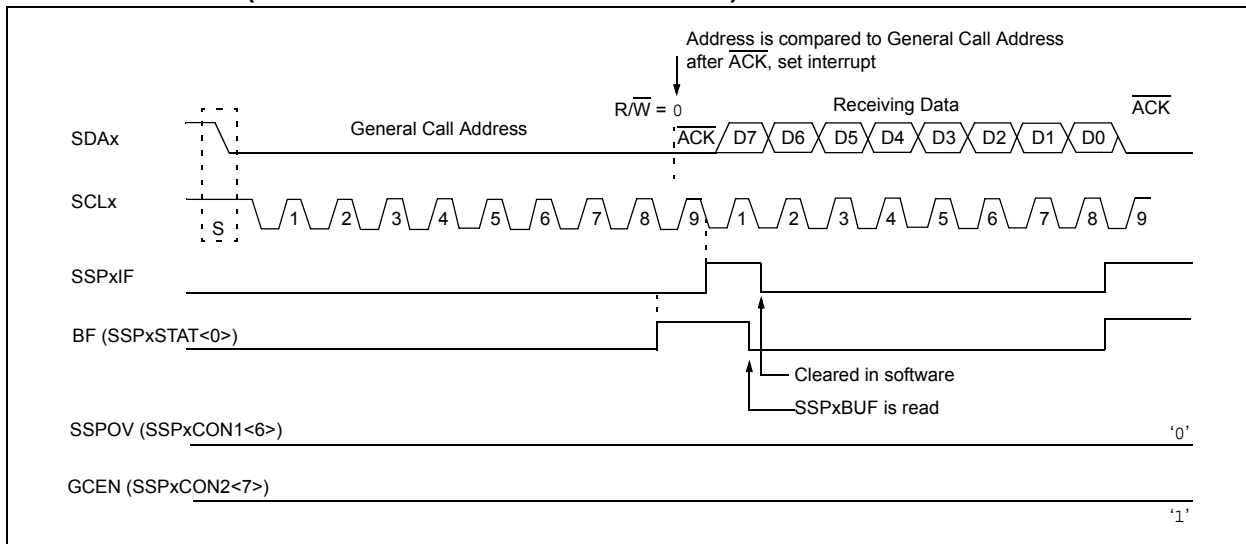 Address is compared to General Call Address
after ACK, set interrupt
R/W = 0
Receiving Data
ACK
SDAx
General Call Address
ACK D7 D6 D5 D4 D3 D2 D1 D0
SCLx
S
1 2 3 4 5 6 7 8 9 1 2 3 4 5 6 7 8 9
SSPxIF
BF (SSPxSTAT<0>)
Cleared in software
SSPxBUF is read
SSPOV (SSPxCON1<6>)
‘0’
GCEN (SSPxCON2<7>)
‘1’